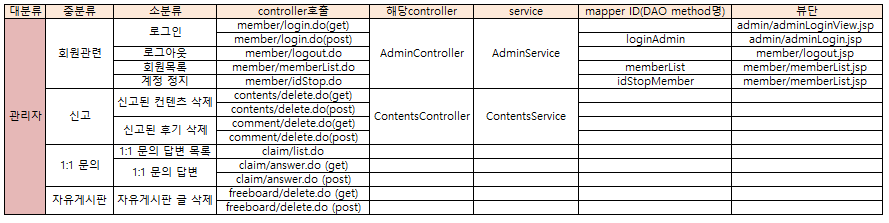 대분류 중분류 소분류 controller호출 해당controller service mapper ID(DAO method명) 뷰단
관리자 회원관련 로그인 member/login.do(get) AdminController AdminService admin/adminLoginView.jsp
member/login.do(post) loginAdmin admin/adminLogin.jsp
로그아웃 member/logout.do member/logout.jsp
회원목록 member/memberList.do memberList member/memberList.jsp
계정 정지 member/idStop.do idStopMember member/memberList.jsp
신고 신고된 컨텐츠 삭제 contents/delete.do(get) ContentsController ContentsService
contents/delete.do(post)
신고된 후기 삭제 comment/delete.do(get)
comment/delete.do(post)
1:1 문의 1:1 문의 답변 목록 claim/list.do
1:1 문의 답변 claim/answer.do (get)
claim/answer.do (post)
자유게시판 자유게시판 글 삭제 freeboard/delete.do (get)
freeboard/delete.do (post)